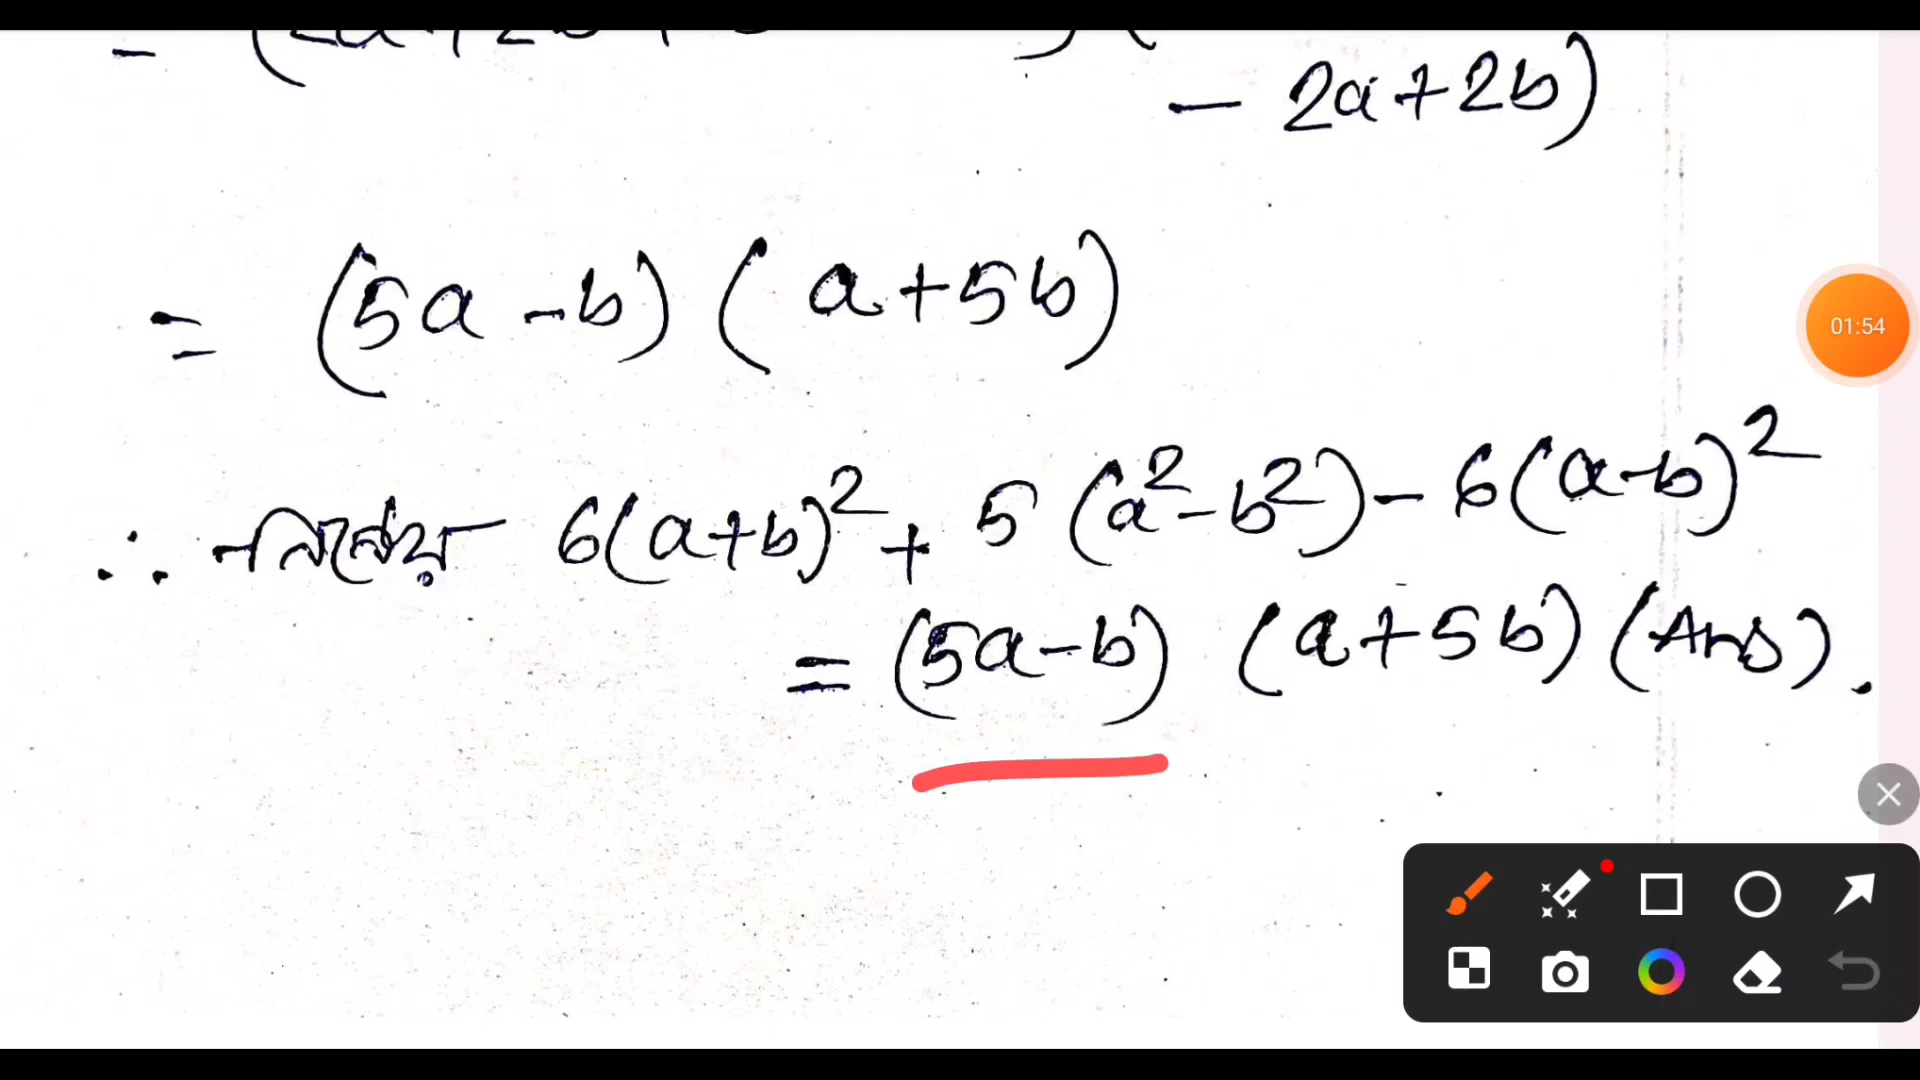 - 2a+2b)
= (5a-b) (a+5b)
01:54
∴ নির্ণেয় 6(a+b)² + 5(a²-b²) - 6(a-b)²
= (5a-b) (a+5b) (Ans).